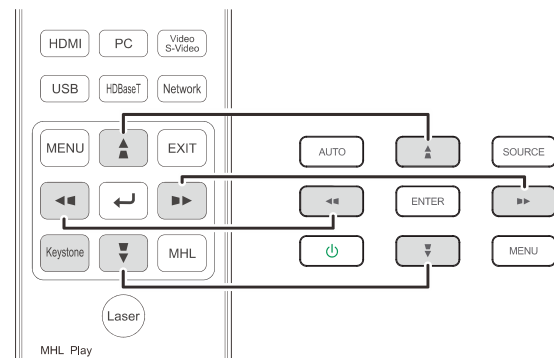 HDMI PC Video
S-Video
USB HDBaseT Network
MENU EXIT
AUTO SOURCE
ENTER
Keystone MHL
MENU
Laser
MHL Play